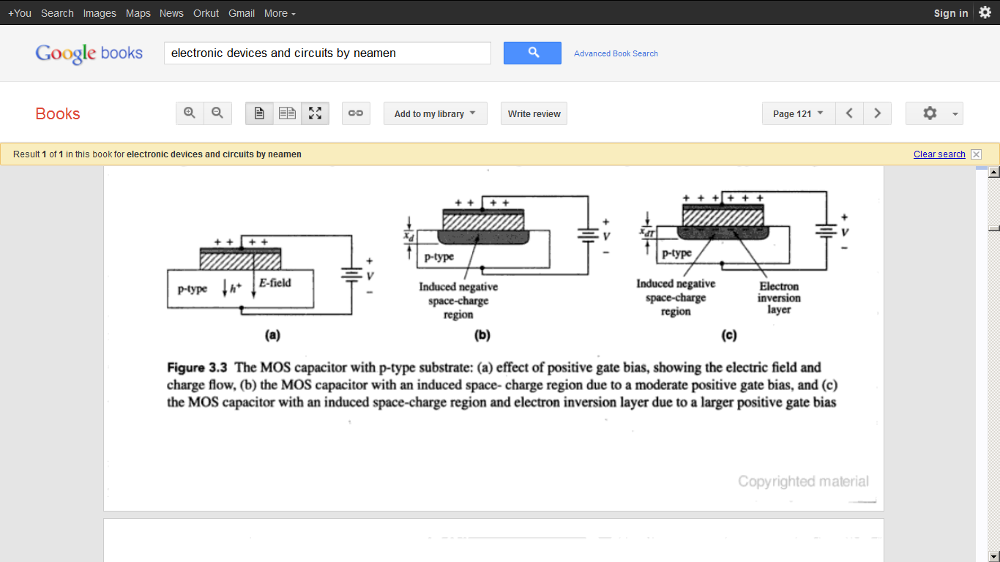 +You Search Images Maps News Orkut Gmail More
Sign in
Google books
electronic devices and circuits by neamen
Advanced Book Search
Books
Add to my library
Write review
Page 121
Result 1 of 1 in this book for electronic devices and circuits by neamen
Clear search
+ + + +
p-type
h+
E-field
+
V
−
(a)
+ + + +
xd
p-type
+
V
−
Induced negative
space-charge
region
(b)
+ + + + + +
xdT
p-type
+
V
−
Induced negative
space-charge
region
Electron
inversion
layer
(c)
Figure 3.3 The MOS capacitor with p-type substrate: (a) effect of positive gate bias, showing the electric field and
charge flow, (b) the MOS capacitor with an induced space- charge region due to a moderate positive gate bias, and (c)
the MOS capacitor with an induced space-charge region and electron inversion layer due to a larger positive gate bias
Copyrighted material